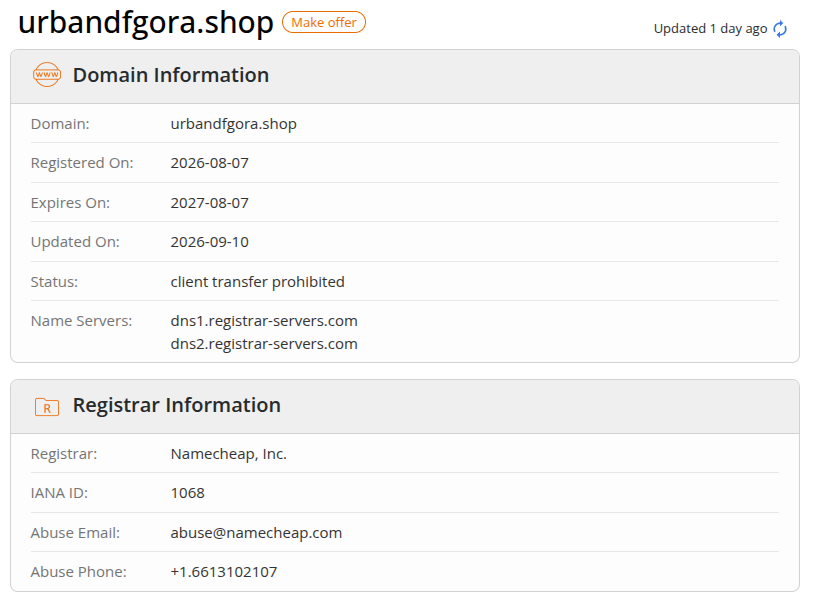 urbandfgora.shop Make offer
Updated 1 day ago
www Domain Information
Domain: urbandfgora.shop
Registered On: 2026-08-07
Expires On: 2027-08-07
Updated On: 2026-09-10
Status: client transfer prohibited
Name Servers: dns1.registrar-servers.com
dns2.registrar-servers.com
R Registrar Information
Registrar: Namecheap, Inc.
IANA ID: 1068
Abuse Email: abuse@namecheap.com
Abuse Phone: +1.6613102107